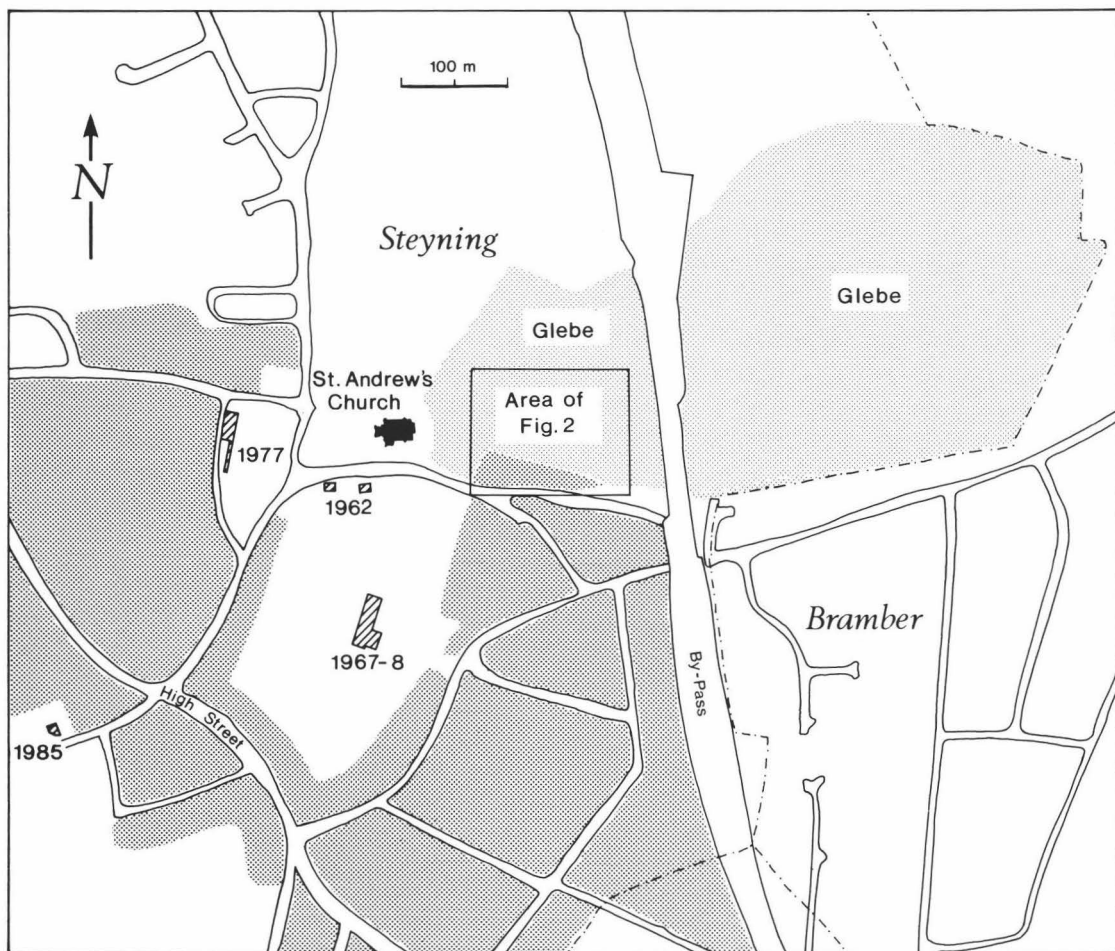 100 m
N
Steyning
Glebe
Glebe
St. Andrew's
Church
Area of
Fig. 2
1977
1962
Bramber
1967-8
By-Pass
High Street
1985